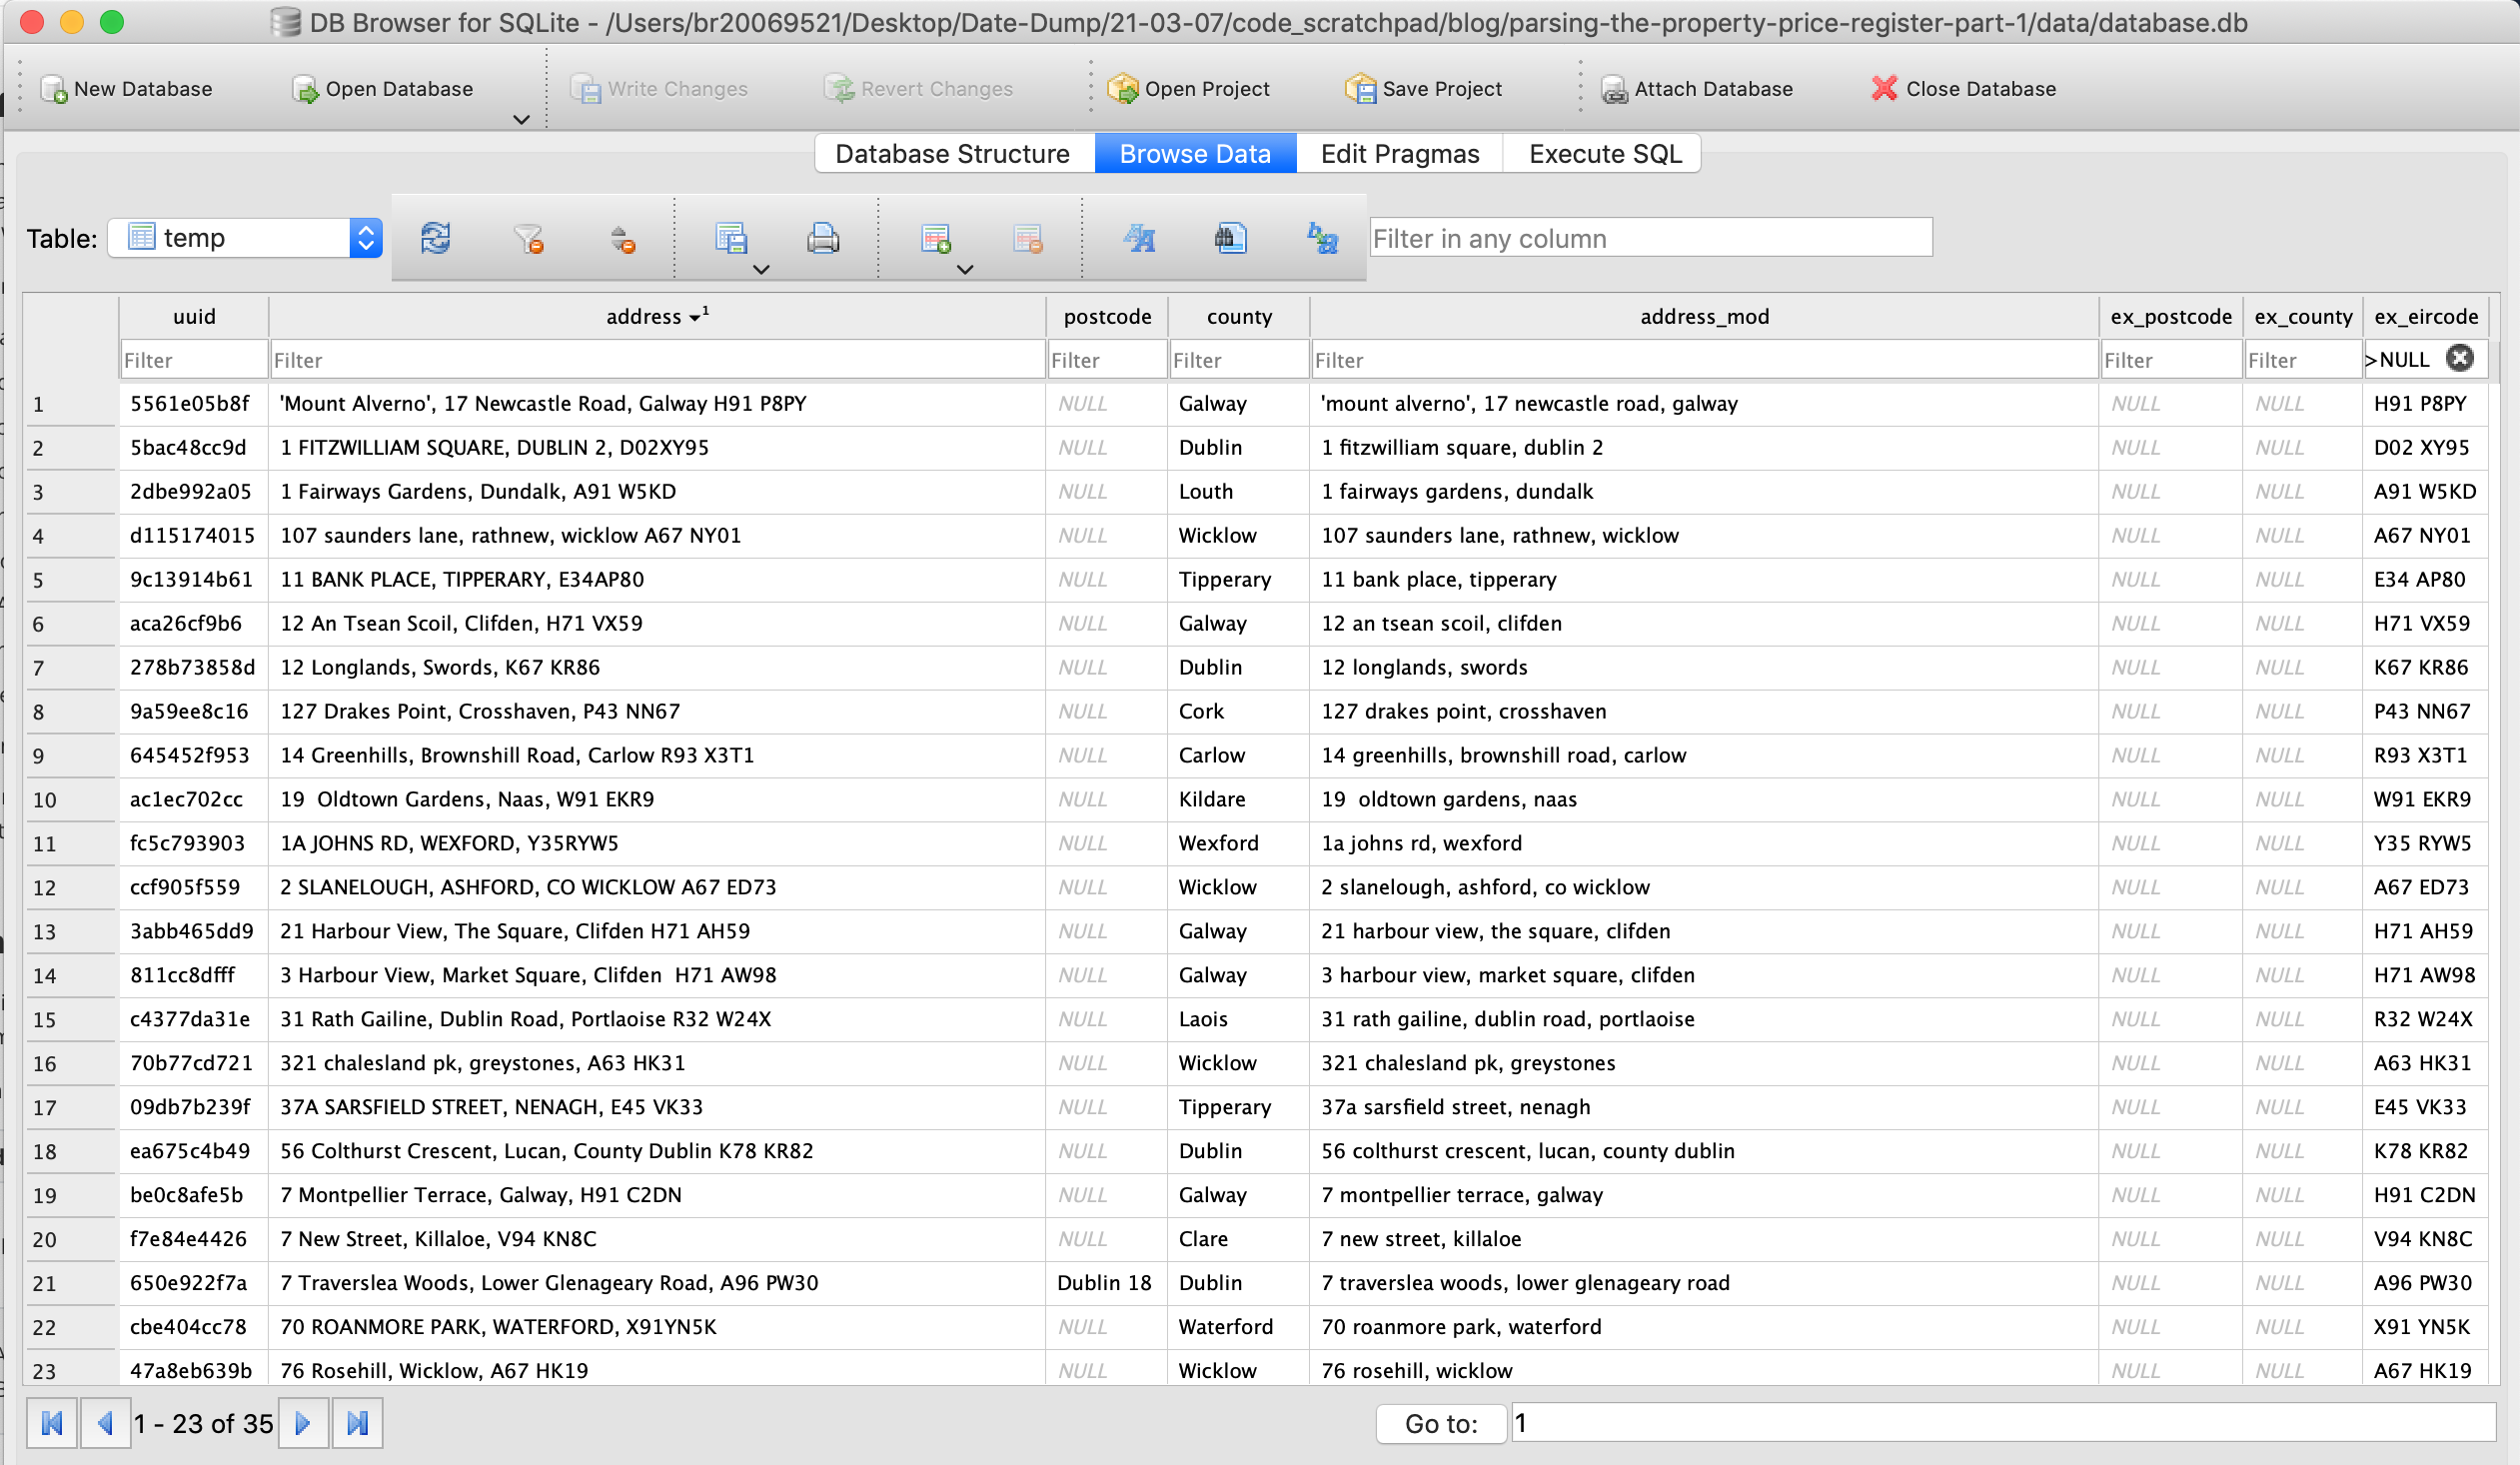 DB Browser for SQLite - /Users/br20069521/Desktop/Date-Dump/21-03-07/code_scratchpad/blog/parsing-the-property-price-register-part-1/data/database.db
New Database Open Database Write Changes Revert Changes Open Project Save Project Attach Database Close Database
Database Structure Browse Data Edit Pragmas Execute SQL
Table: temp Filter in any column
uuid address 1 postcode county address_mod ex_postcode ex_county ex_eircode
Filter Filter Filter Filter Filter Filter Filter >NULL
1 5561e05b8f 'Mount Alverno', 17 Newcastle Road, Galway H91 P8PY NULL Galway 'mount alverno', 17 newcastle road, galway NULL NULL H91 P8PY
2 5bac48cc9d 1 FITZWILLIAM SQUARE, DUBLIN 2, D02XY95 NULL Dublin 1 fitzwilliam square, dublin 2 NULL NULL D02 XY95
3 2dbe992a05 1 Fairways Gardens, Dundalk, A91 W5KD NULL Louth 1 fairways gardens, dundalk NULL NULL A91 W5KD
4 d115174015 107 saunders lane, rathnew, wicklow A67 NY01 NULL Wicklow 107 saunders lane, rathnew, wicklow NULL NULL A67 NY01
5 9c13914b61 11 BANK PLACE, TIPPERARY, E34AP80 NULL Tipperary 11 bank place, tipperary NULL NULL E34 AP80
6 aca26cf9b6 12 An Tsean Scoil, Clifden, H71 VX59 NULL Galway 12 an tsean scoil, clifden NULL NULL H71 VX59
7 278b73858d 12 Longlands, Swords, K67 KR86 NULL Dublin 12 longlands, swords NULL NULL K67 KR86
8 9a59ee8c16 127 Drakes Point, Crosshaven, P43 NN67 NULL Cork 127 drakes point, crosshaven NULL NULL P43 NN67
9 645452f953 14 Greenhills, Brownshill Road, Carlow R93 X3T1 NULL Carlow 14 greenhills, brownshill road, carlow NULL NULL R93 X3T1
10 ac1ec702cc 19  Oldtown Gardens, Naas, W91 EKR9 NULL Kildare 19  oldtown gardens, naas NULL NULL W91 EKR9
11 fc5c793903 1A JOHNS RD, WEXFORD, Y35RYW5 NULL Wexford 1a johns rd, wexford NULL NULL Y35 RYW5
12 ccf905f559 2 SLANELOUGH, ASHFORD, CO WICKLOW A67 ED73 NULL Wicklow 2 slanelough, ashford, co wicklow NULL NULL A67 ED73
13 3abb465dd9 21 Harbour View, The Square, Clifden H71 AH59 NULL Galway 21 harbour view, the square, clifden NULL NULL H71 AH59
14 811cc8dfff 3 Harbour View, Market Square, Clifden  H71 AW98 NULL Galway 3 harbour view, market square, clifden NULL NULL H71 AW98
15 c4377da31e 31 Rath Gailine, Dublin Road, Portlaoise R32 W24X NULL Laois 31 rath gailine, dublin road, portlaoise NULL NULL R32 W24X
16 70b77cd721 321 chalesland pk, greystones, A63 HK31 NULL Wicklow 321 chalesland pk, greystones NULL NULL A63 HK31
17 09db7b239f 37A SARSFIELD STREET, NENAGH, E45 VK33 NULL Tipperary 37a sarsfield street, nenagh NULL NULL E45 VK33
18 ea675c4b49 56 Colthurst Crescent, Lucan, County Dublin K78 KR82 NULL Dublin 56 colthurst crescent, lucan, county dublin NULL NULL K78 KR82
19 be0c8afe5b 7 Montpellier Terrace, Galway, H91 C2DN NULL Galway 7 montpellier terrace, galway NULL NULL H91 C2DN
20 f7e84e4426 7 New Street, Killaloe, V94 KN8C NULL Clare 7 new street, killaloe NULL NULL V94 KN8C
21 650e922f7a 7 Traverslea Woods, Lower Glenageary Road, A96 PW30 Dublin 18 Dublin 7 traverslea woods, lower glenageary road NULL NULL A96 PW30
22 cbe404cc78 70 ROANMORE PARK, WATERFORD, X91YN5K NULL Waterford 70 roanmore park, waterford NULL NULL X91 YN5K
23 47a8eb639b 76 Rosehill, Wicklow, A67 HK19 NULL Wicklow 76 rosehill, wicklow NULL NULL A67 HK19
1 - 23 of 35 Go to: 1